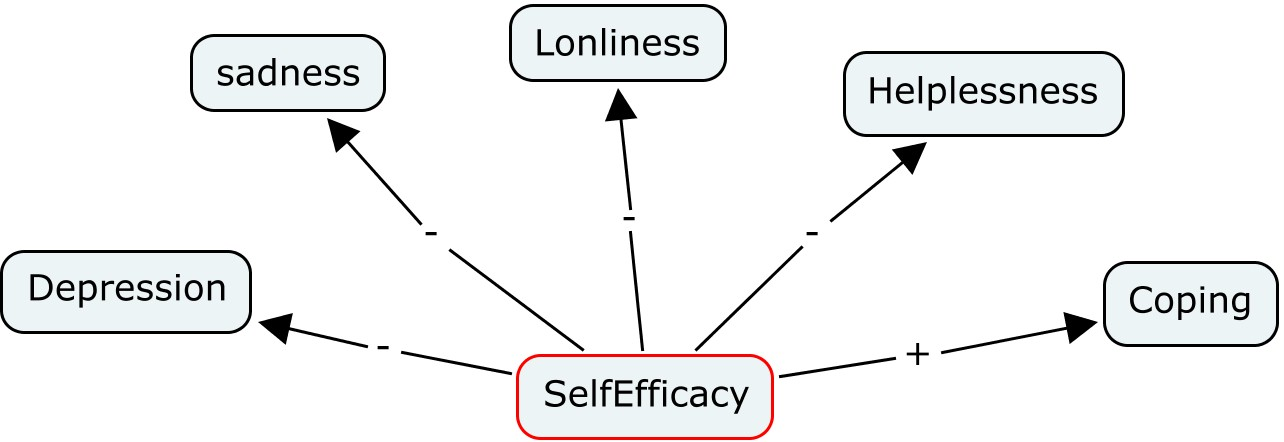 Lonliness
sadness
Helplessness
-
-
-
Depression
Coping
-
+
SelfEfficacy